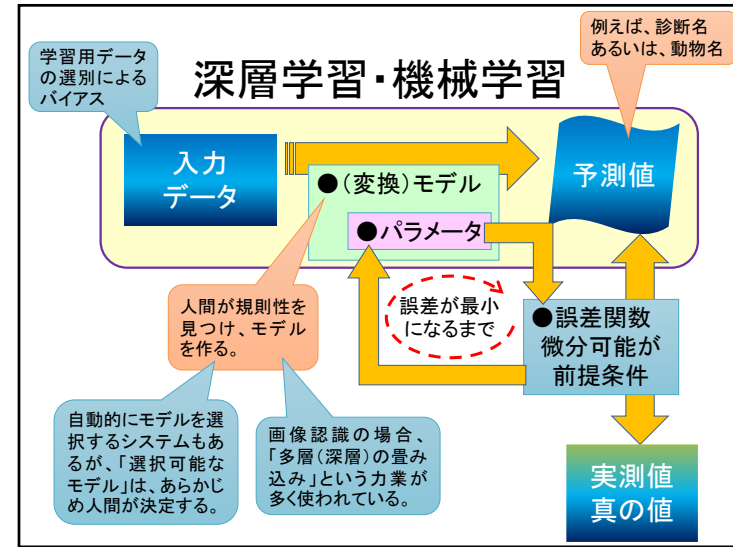 深層学習・機械学習
学習用データ
の選別による
バイアス
例えば、診断名
あるいは、動物名
入力
データ
●(変換)モデル
●パラメータ
予測値
人間が規則性を
見つけ、モデル
を作る。
誤差が最小
になるまで
●誤差関数
微分可能が
前提条件
自動的にモデルを選
択するシステムもあ
るが、「選択可能な
モデル」は、あらかじ
め人間が決定する。
画像認識の場合、
「多層(深層)の畳み
込み」という力業が
多く使われている。
実測値
真の値